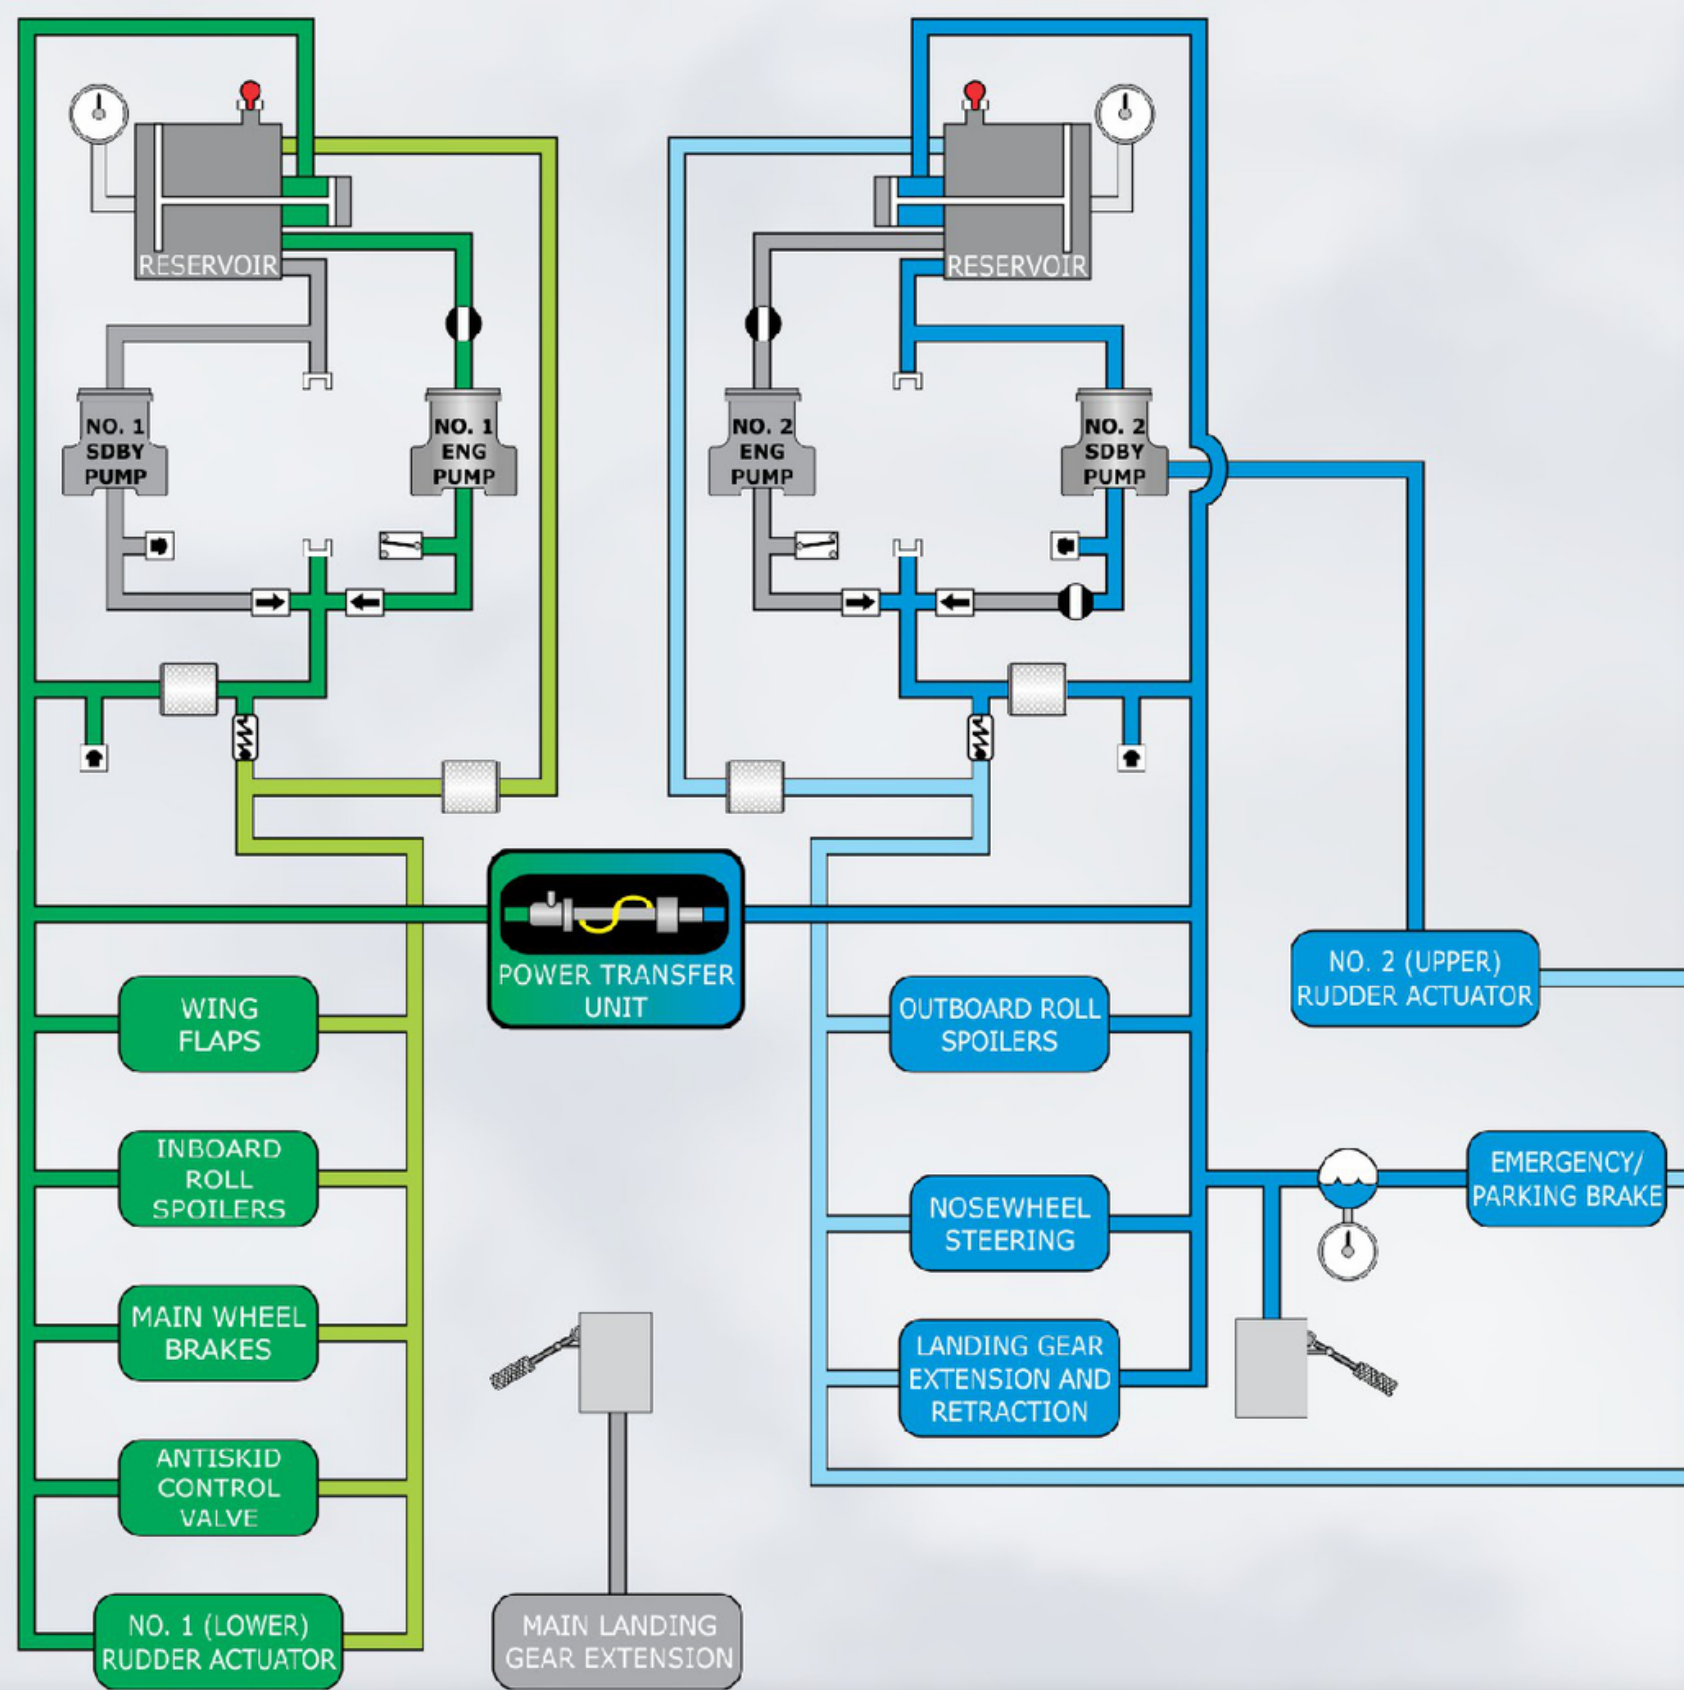 RESERVOIR
RESERVOIR
NO. 1
SDBY
PUMP
NO. 1
ENG
PUMP
NO. 2
ENG
PUMP
NO. 2
SDBY
PUMP
POWER TRANSFER
UNIT
NO. 2 (UPPER)
RUDDER ACTUATOR
WING
FLAPS
OUTBOARD ROLL
SPOILERS
INBOARD
ROLL
SPOILERS
NOSEWHEEL
STEERING
EMERGENCY/
PARKING BRAKE
MAIN WHEEL
BRAKES
LANDING GEAR
EXTENSION AND
RETRACTION
ANTISKID
CONTROL
VALVE
NO. 1 (LOWER)
RUDDER ACTUATOR
MAIN LANDING
GEAR EXTENSION